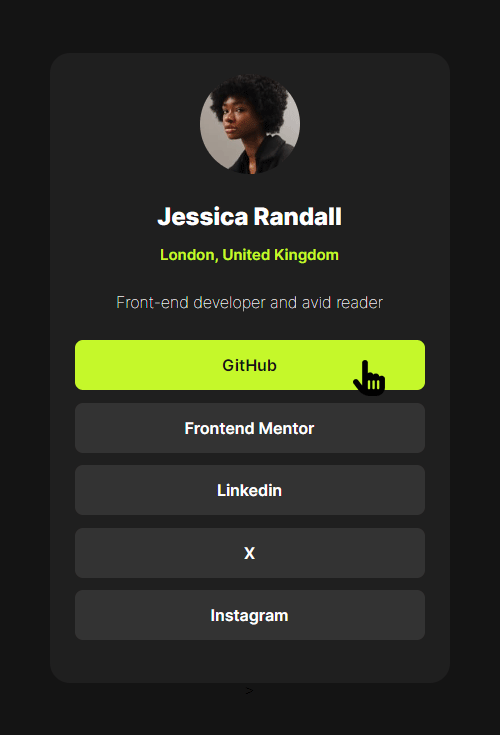 Jessica Randall
London, United Kingdom
Front-end developer and avid reader
GitHub
Frontend Mentor
Linkedin
X
Instagram
>